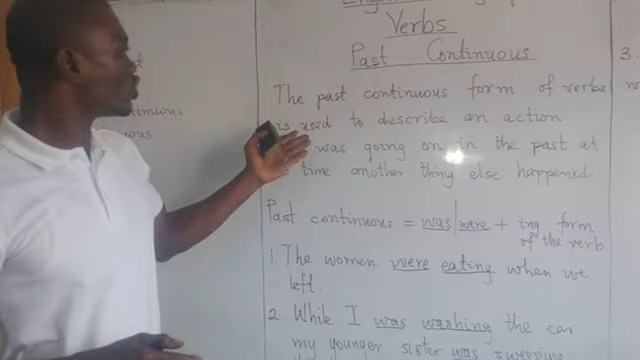 Verbs
Past Continuous
The past continuous form of verbs
is used to describe an action
was going on in the past at
time another thing else happened
Past continuous = was/were + ing form
of the verb
1. The women were eating when we
left.
2. While I was washing the car
my younger sister was sweeping
3.